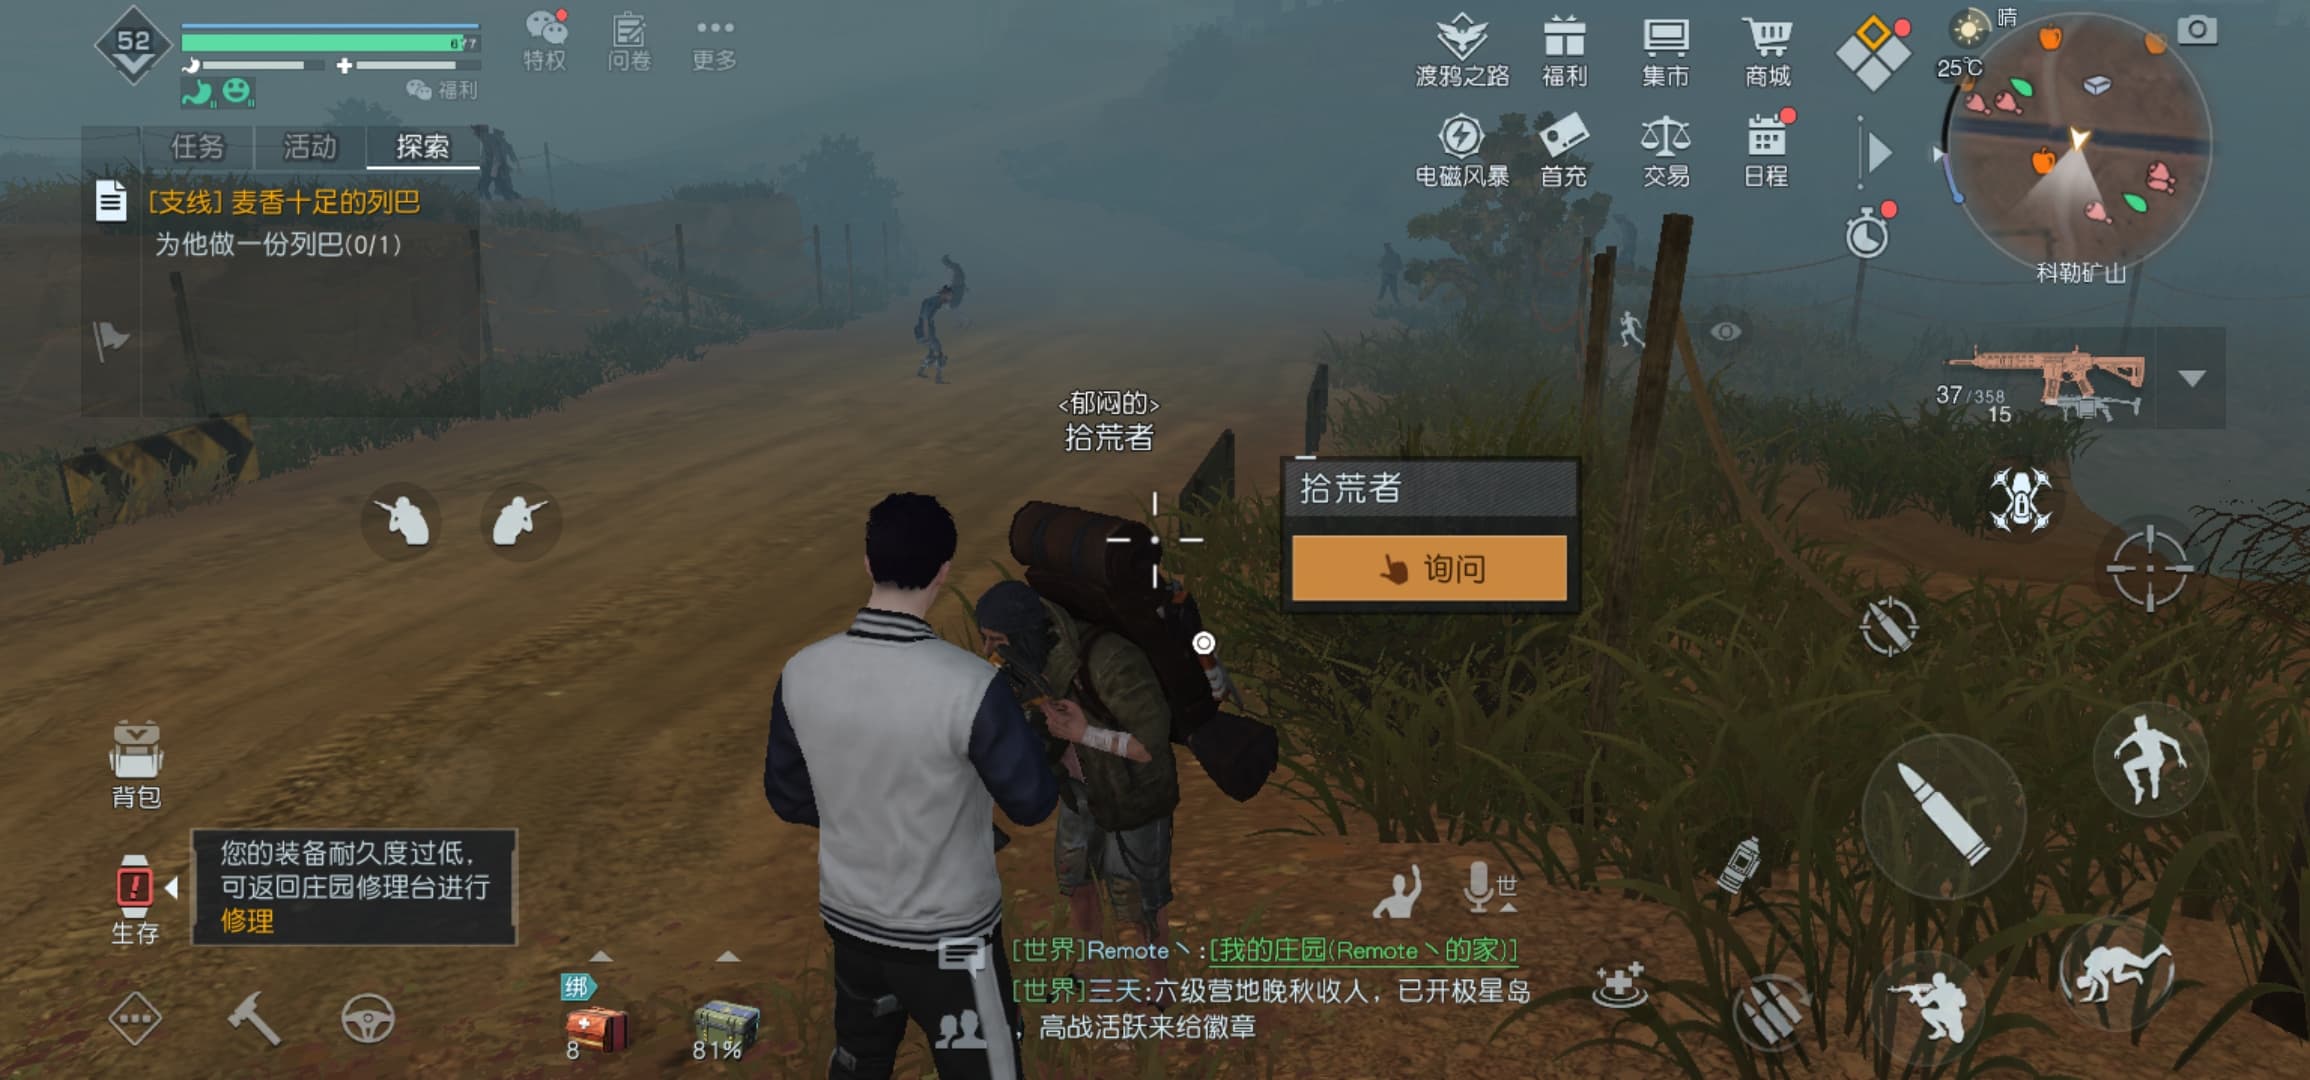 52
677
特权
问卷
更多
福利
任务
活动
探索
[支线] 麦香十足的列巴
为他做一份列巴(0/1)
渡鸦之路
福利
集市
商城
电磁风暴
首充
交易
日程
晴
25℃
科勒矿山
37/358
15
<郁闷的>
拾荒者
拾荒者
询问
背包
您的装备耐久度过低，
可返回庄园修理台进行
修理
生存
世
绑
8
81%
[世界]Remote丶:[我的庄园(Remote丶的家)]
[世界]三天:六级营地晚秋收人，已开极星岛
，高战活跃来给徽章